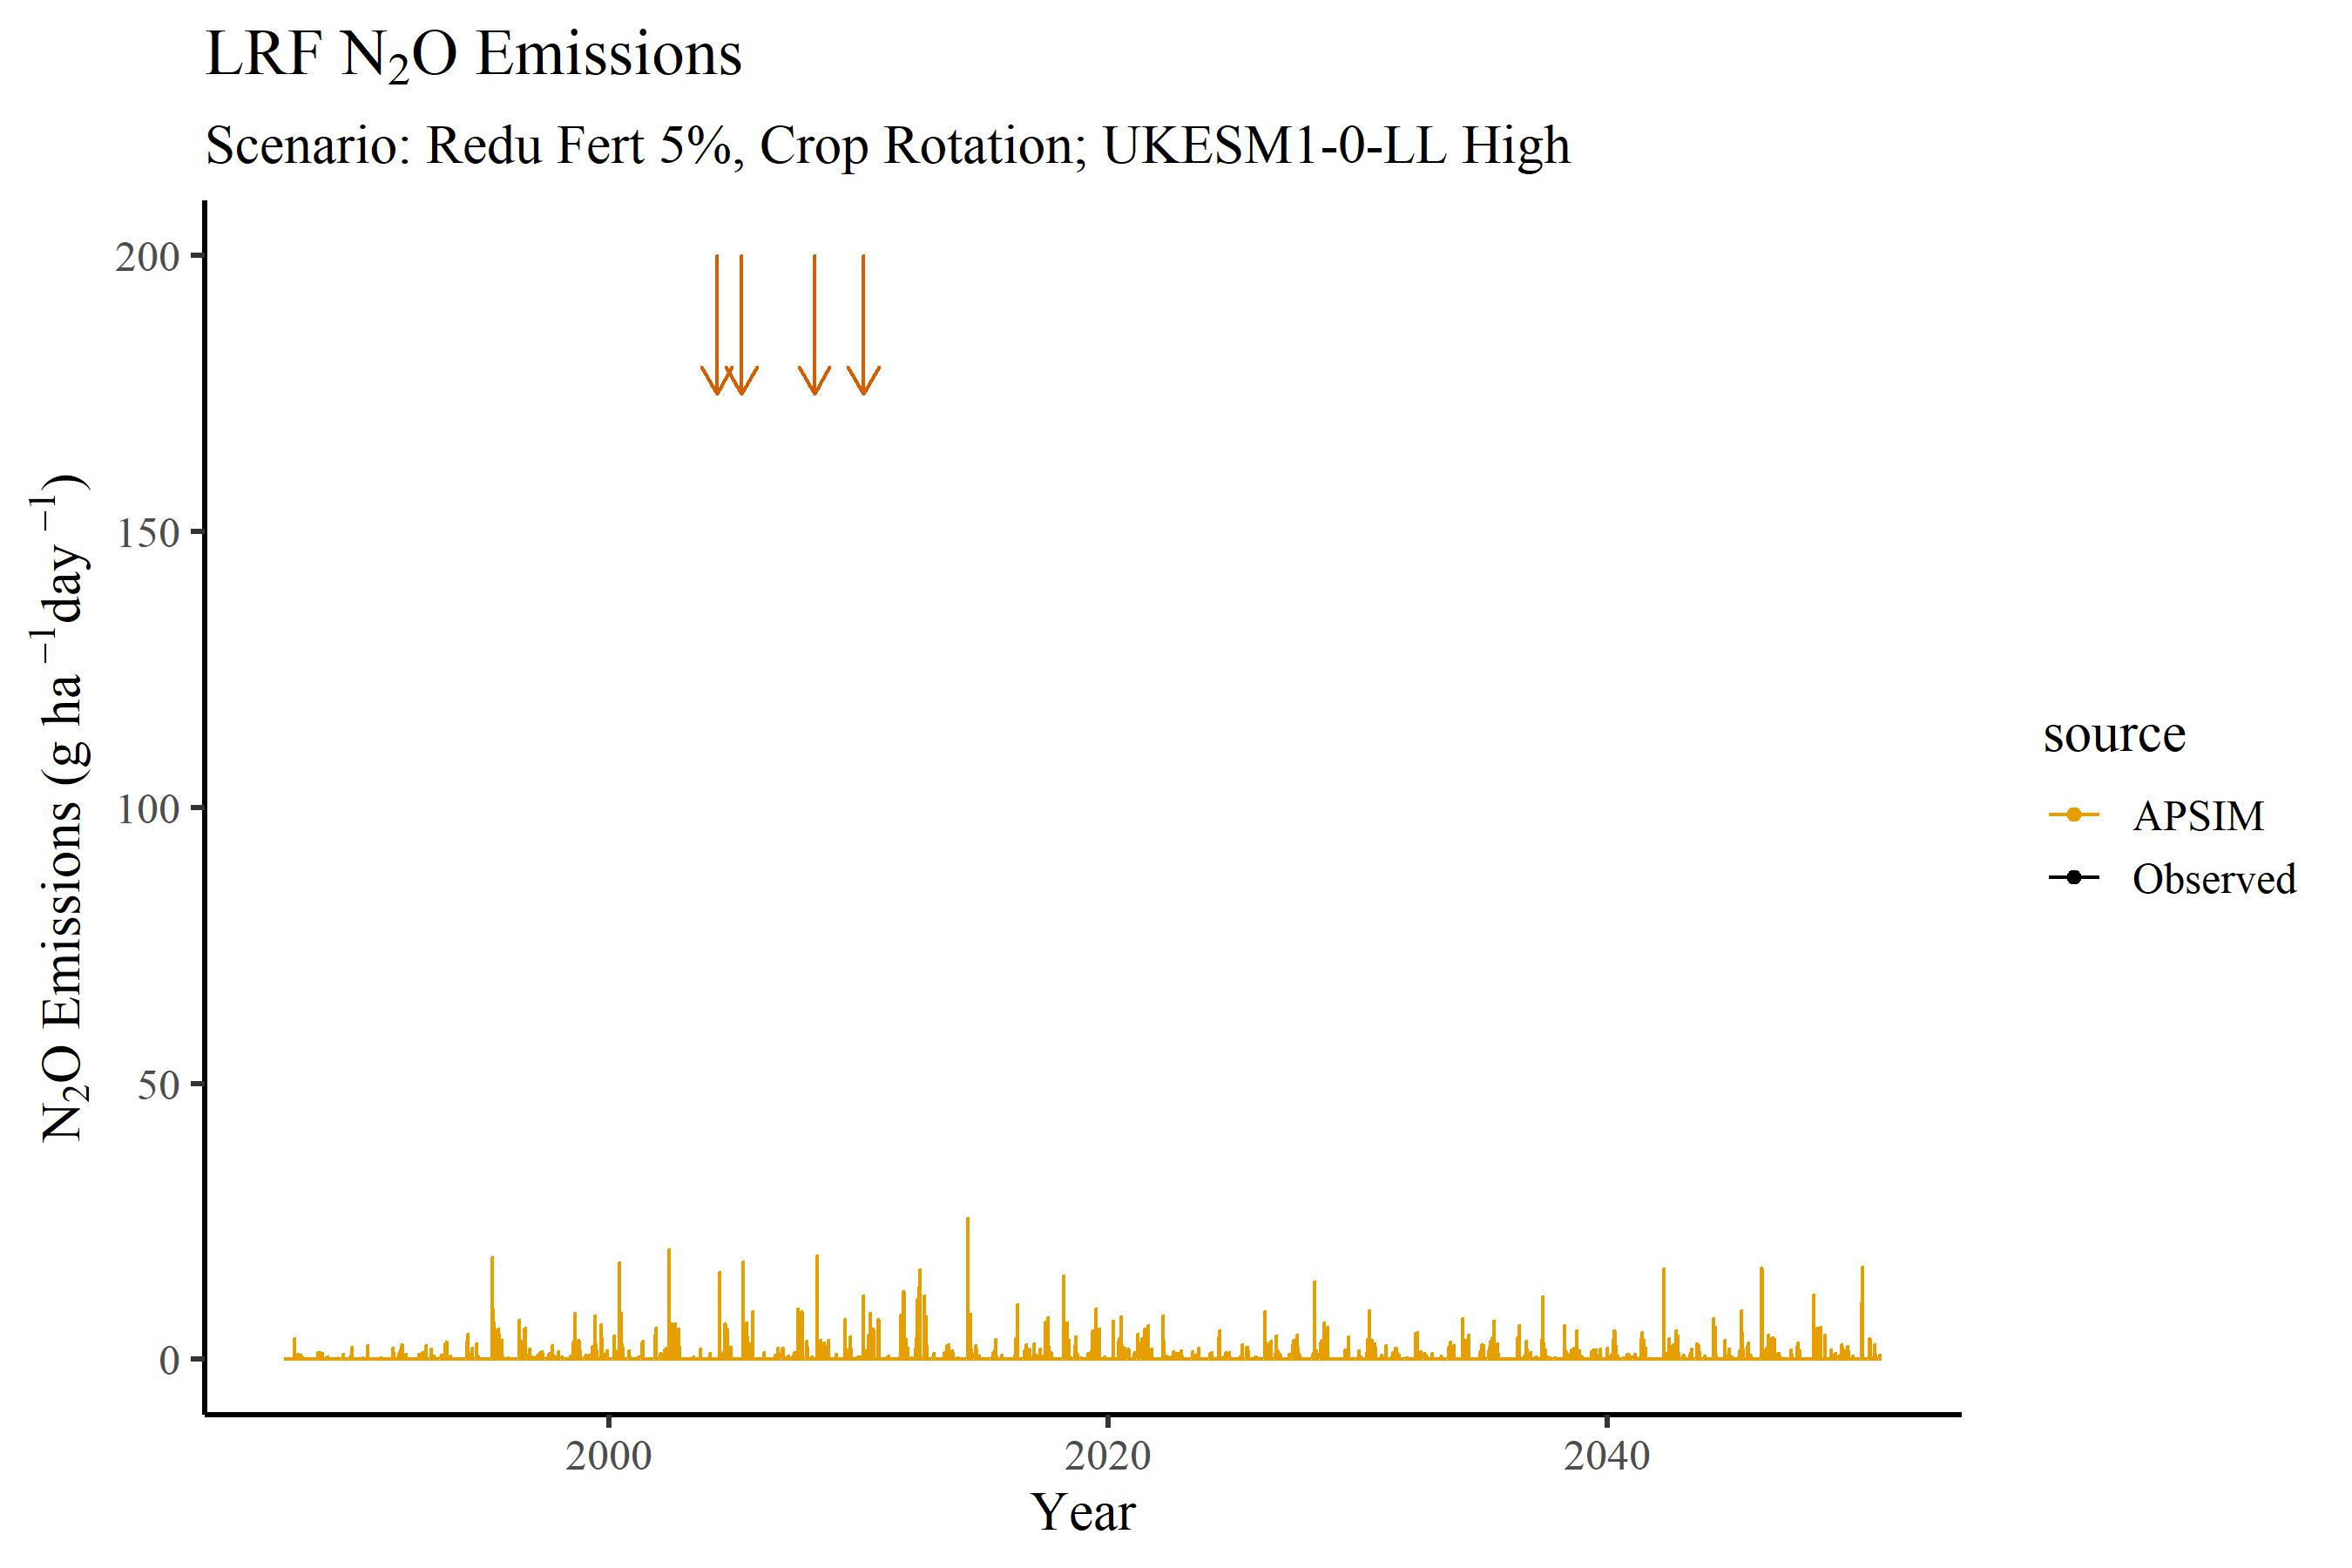 LRF N₂O Emissions
Scenario: Redu Fert 5%, Crop Rotation; UKESM1-0-LL High
N₂O Emissions (g ha ⁻¹day ⁻¹)
200
150
100
50
0
2000 2020 2040
Year
source
APSIM
Observed